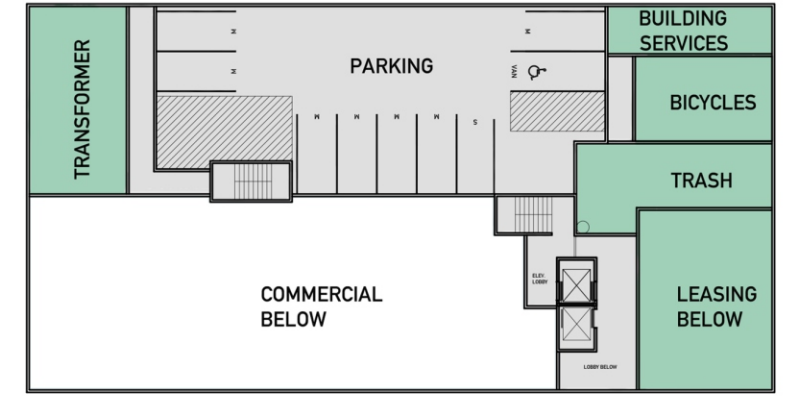 BUILDING
SERVICES
TRANSFORMER
PARKING
BICYCLES
TRASH
COMMERCIAL
BELOW
LEASING
BELOW
M
M
M
VAN
M
M
M
M
S
ELEV.
LOBBY
LOBBY BELOW